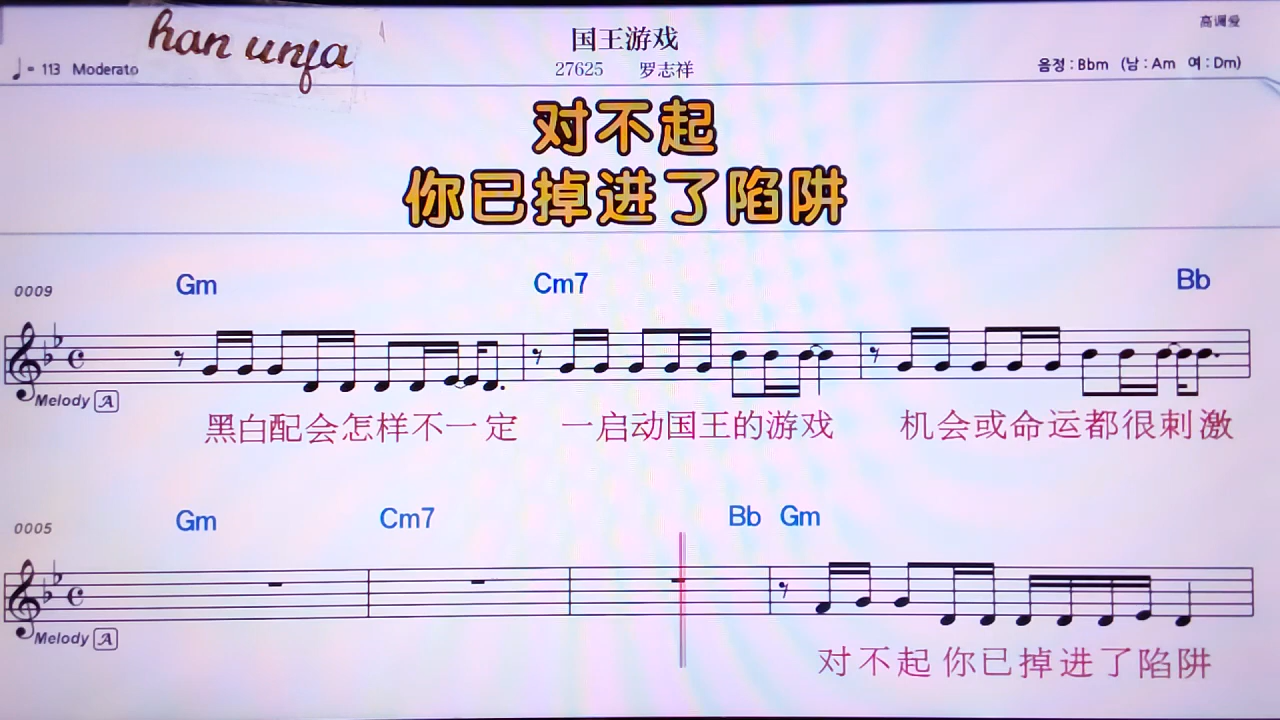 han unfa
国王游戏
高调爱
♩= 113 Moderato
27625 罗志祥
음정 : Bbm (남 : Am 여 : Dm)
对不起
你已掉进了陷阱
0009 Gm Cm7 Bb
Melody A
黑白配会怎样不一定 一启动国王的游戏 机会或命运都很刺激
0005 Gm Cm7 Bb Gm
Melody A
对不起你已掉进了陷阱